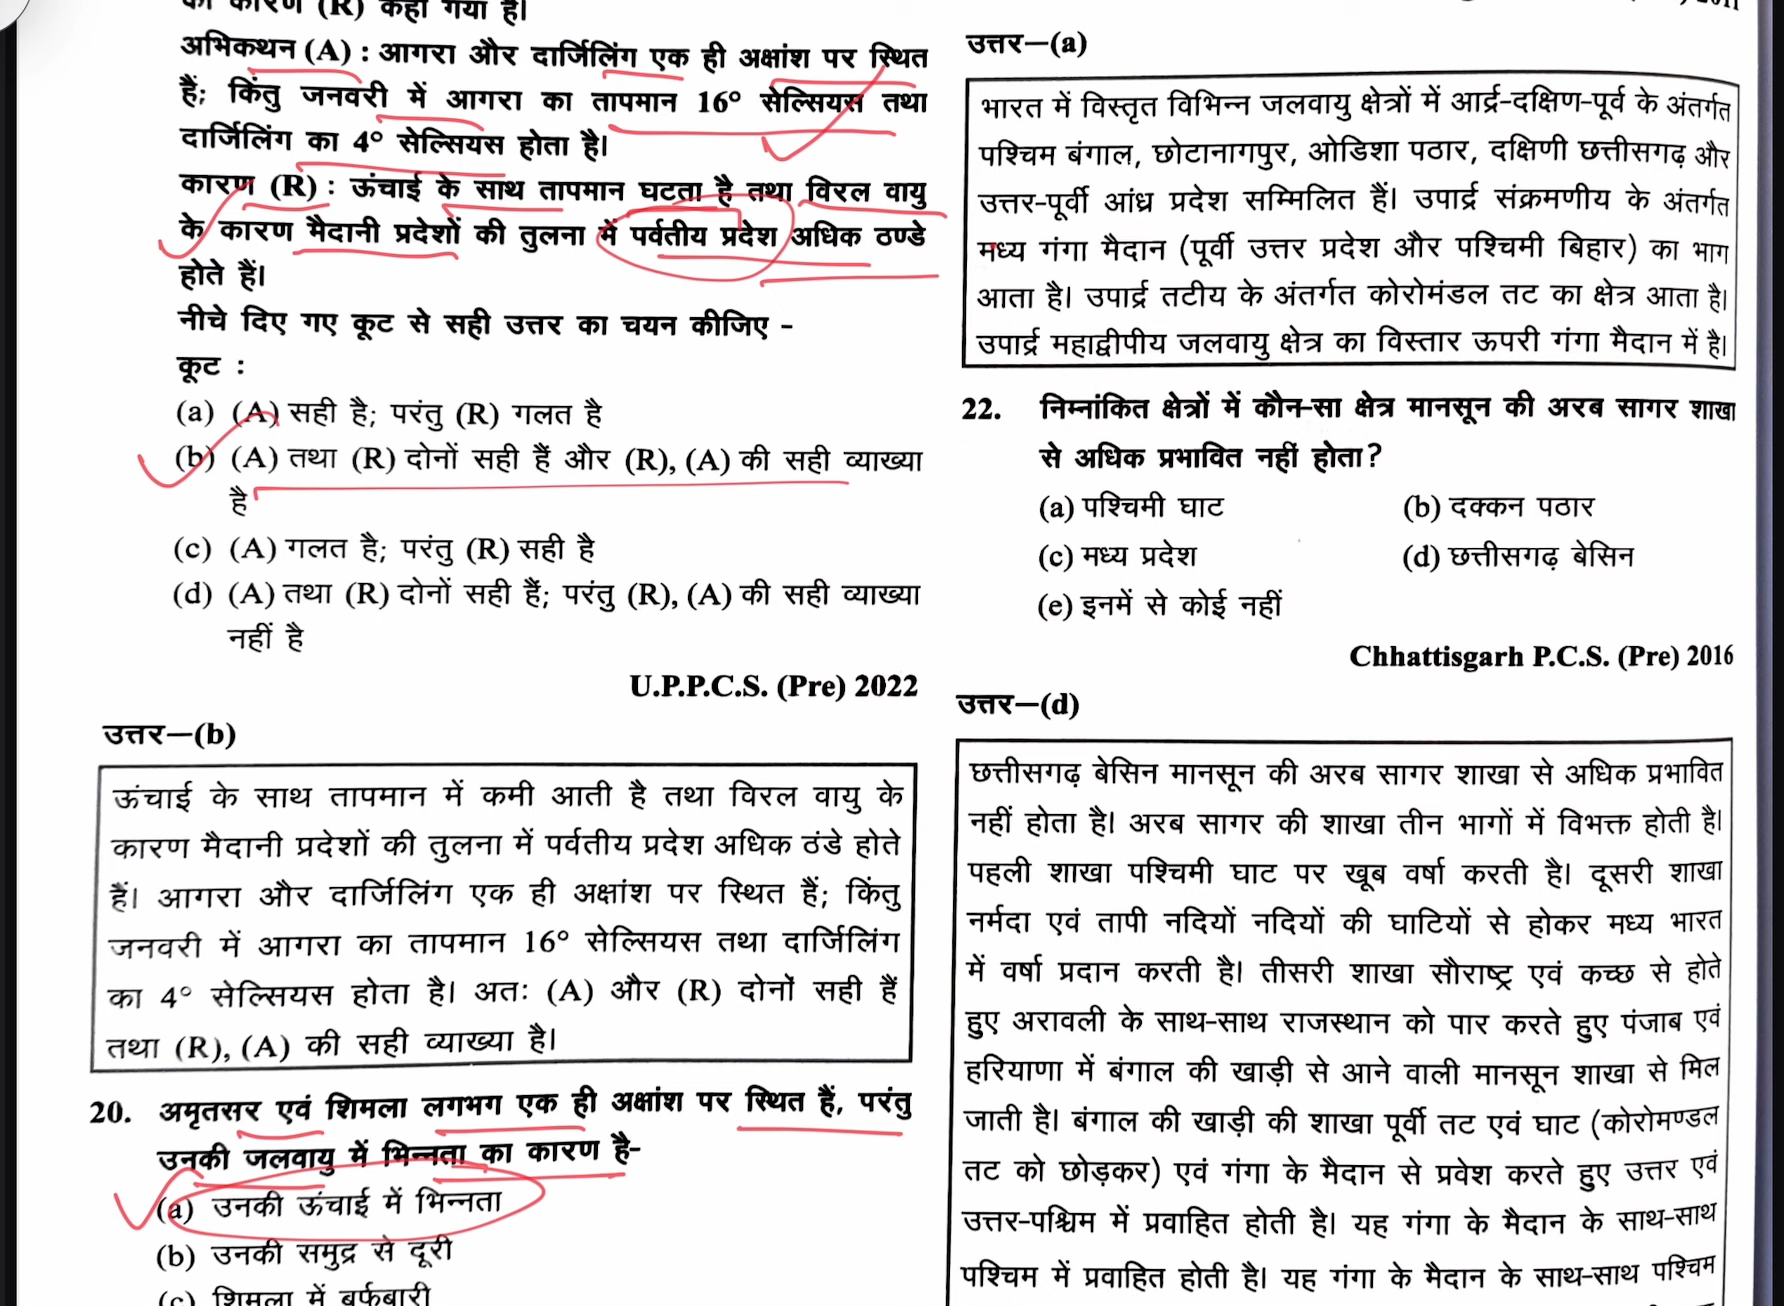 का कारण (R) कहा गया है।
अभिकथन (A) : आगरा और दार्जिलिंग एक ही अक्षांश पर स्थित
हैं; किंतु जनवरी में आगरा का तापमान 16° सेल्सियस तथा
दार्जिलिंग का 4° सेल्सियस होता है।
कारण (R) : ऊंचाई के साथ तापमान घटता है तथा विरल वायु
के कारण मैदानी प्रदेशों की तुलना में पर्वतीय प्रदेश अधिक ठण्डे
होते हैं।
नीचे दिए गए कूट से सही उत्तर का चयन कीजिए -
कूट :
(a) (A) सही है; परंतु (R) गलत है
(b) (A) तथा (R) दोनों सही हैं और (R), (A) की सही व्याख्या
है
(c) (A) गलत है; परंतु (R) सही है
(d) (A) तथा (R) दोनों सही हैं; परंतु (R), (A) की सही व्याख्या
नहीं है
U.P.P.C.S. (Pre) 2022
उत्तर—(b)
ऊंचाई के साथ तापमान में कमी आती है तथा विरल वायु के
कारण मैदानी प्रदेशों की तुलना में पर्वतीय प्रदेश अधिक ठंडे होते
हैं। आगरा और दार्जिलिंग एक ही अक्षांश पर स्थित हैं; किंतु
जनवरी में आगरा का तापमान 16° सेल्सियस तथा दार्जिलिंग
का 4° सेल्सियस होता है। अतः (A) और (R) दोनों सही हैं
तथा (R), (A) की सही व्याख्या है।
20. अमृतसर एवं शिमला लगभग एक ही अक्षांश पर स्थित हैं, परंतु
उनकी जलवायु में भिन्नता का कारण है-
(a) उनकी ऊंचाई में भिन्नता
(b) उनकी समुद्र से दूरी
(c) शिमला में बर्फबारी
उत्तर—(a)
भारत में विस्तृत विभिन्न जलवायु क्षेत्रों में आर्द्र-दक्षिण-पूर्व के अंतर्गत
पश्चिम बंगाल, छोटानागपुर, ओडिशा पठार, दक्षिणी छत्तीसगढ़ और
उत्तर-पूर्वी आंध्र प्रदेश सम्मिलित हैं। उपार्द्र संक्रमणीय के अंतर्गत
मध्य गंगा मैदान (पूर्वी उत्तर प्रदेश और पश्चिमी बिहार) का भाग
आता है। उपार्द्र तटीय के अंतर्गत कोरोमंडल तट का क्षेत्र आता है।
उपार्द्र महाद्वीपीय जलवायु क्षेत्र का विस्तार ऊपरी गंगा मैदान में है।
22. निम्नांकित क्षेत्रों में कौन-सा क्षेत्र मानसून की अरब सागर शाखा
से अधिक प्रभावित नहीं होता?
(a) पश्चिमी घाट (b) दक्कन पठार
(c) मध्य प्रदेश (d) छत्तीसगढ़ बेसिन
(e) इनमें से कोई नहीं
Chhattisgarh P.C.S. (Pre) 2016
उत्तर—(d)
छत्तीसगढ़ बेसिन मानसून की अरब सागर शाखा से अधिक प्रभावित
नहीं होता है। अरब सागर की शाखा तीन भागों में विभक्त होती है।
पहली शाखा पश्चिमी घाट पर खूब वर्षा करती है। दूसरी शाखा
नर्मदा एवं तापी नदियों नदियों की घाटियों से होकर मध्य भारत
में वर्षा प्रदान करती है। तीसरी शाखा सौराष्ट्र एवं कच्छ से होते
हुए अरावली के साथ-साथ राजस्थान को पार करते हुए पंजाब एवं
हरियाणा में बंगाल की खाड़ी से आने वाली मानसून शाखा से मिल
जाती है। बंगाल की खाड़ी की शाखा पूर्वी तट एवं घाट (कोरोमण्डल
तट को छोड़कर) एवं गंगा के मैदान से प्रवेश करते हुए उत्तर एवं
उत्तर-पश्चिम में प्रवाहित होती है। यह गंगा के मैदान के साथ-साथ
पश्चिम में प्रवाहित होती है। यह गंगा के मैदान के साथ-साथ पश्चिम